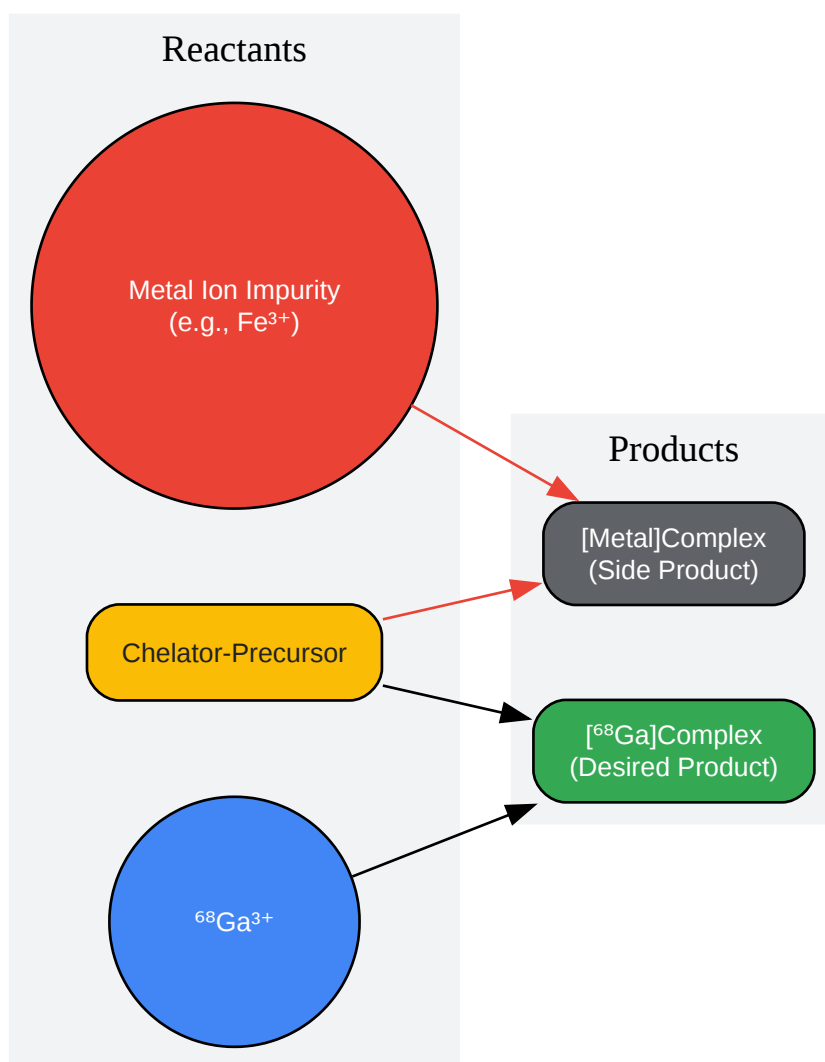 Reactants
Metal Ion Impurity
(e.g., Fe³⁺)
Products
[Metal]Complex
(Side Product)
Chelator-Precursor
[⁶⁸Ga]Complex
(Desired Product)
⁶⁸Ga³⁺